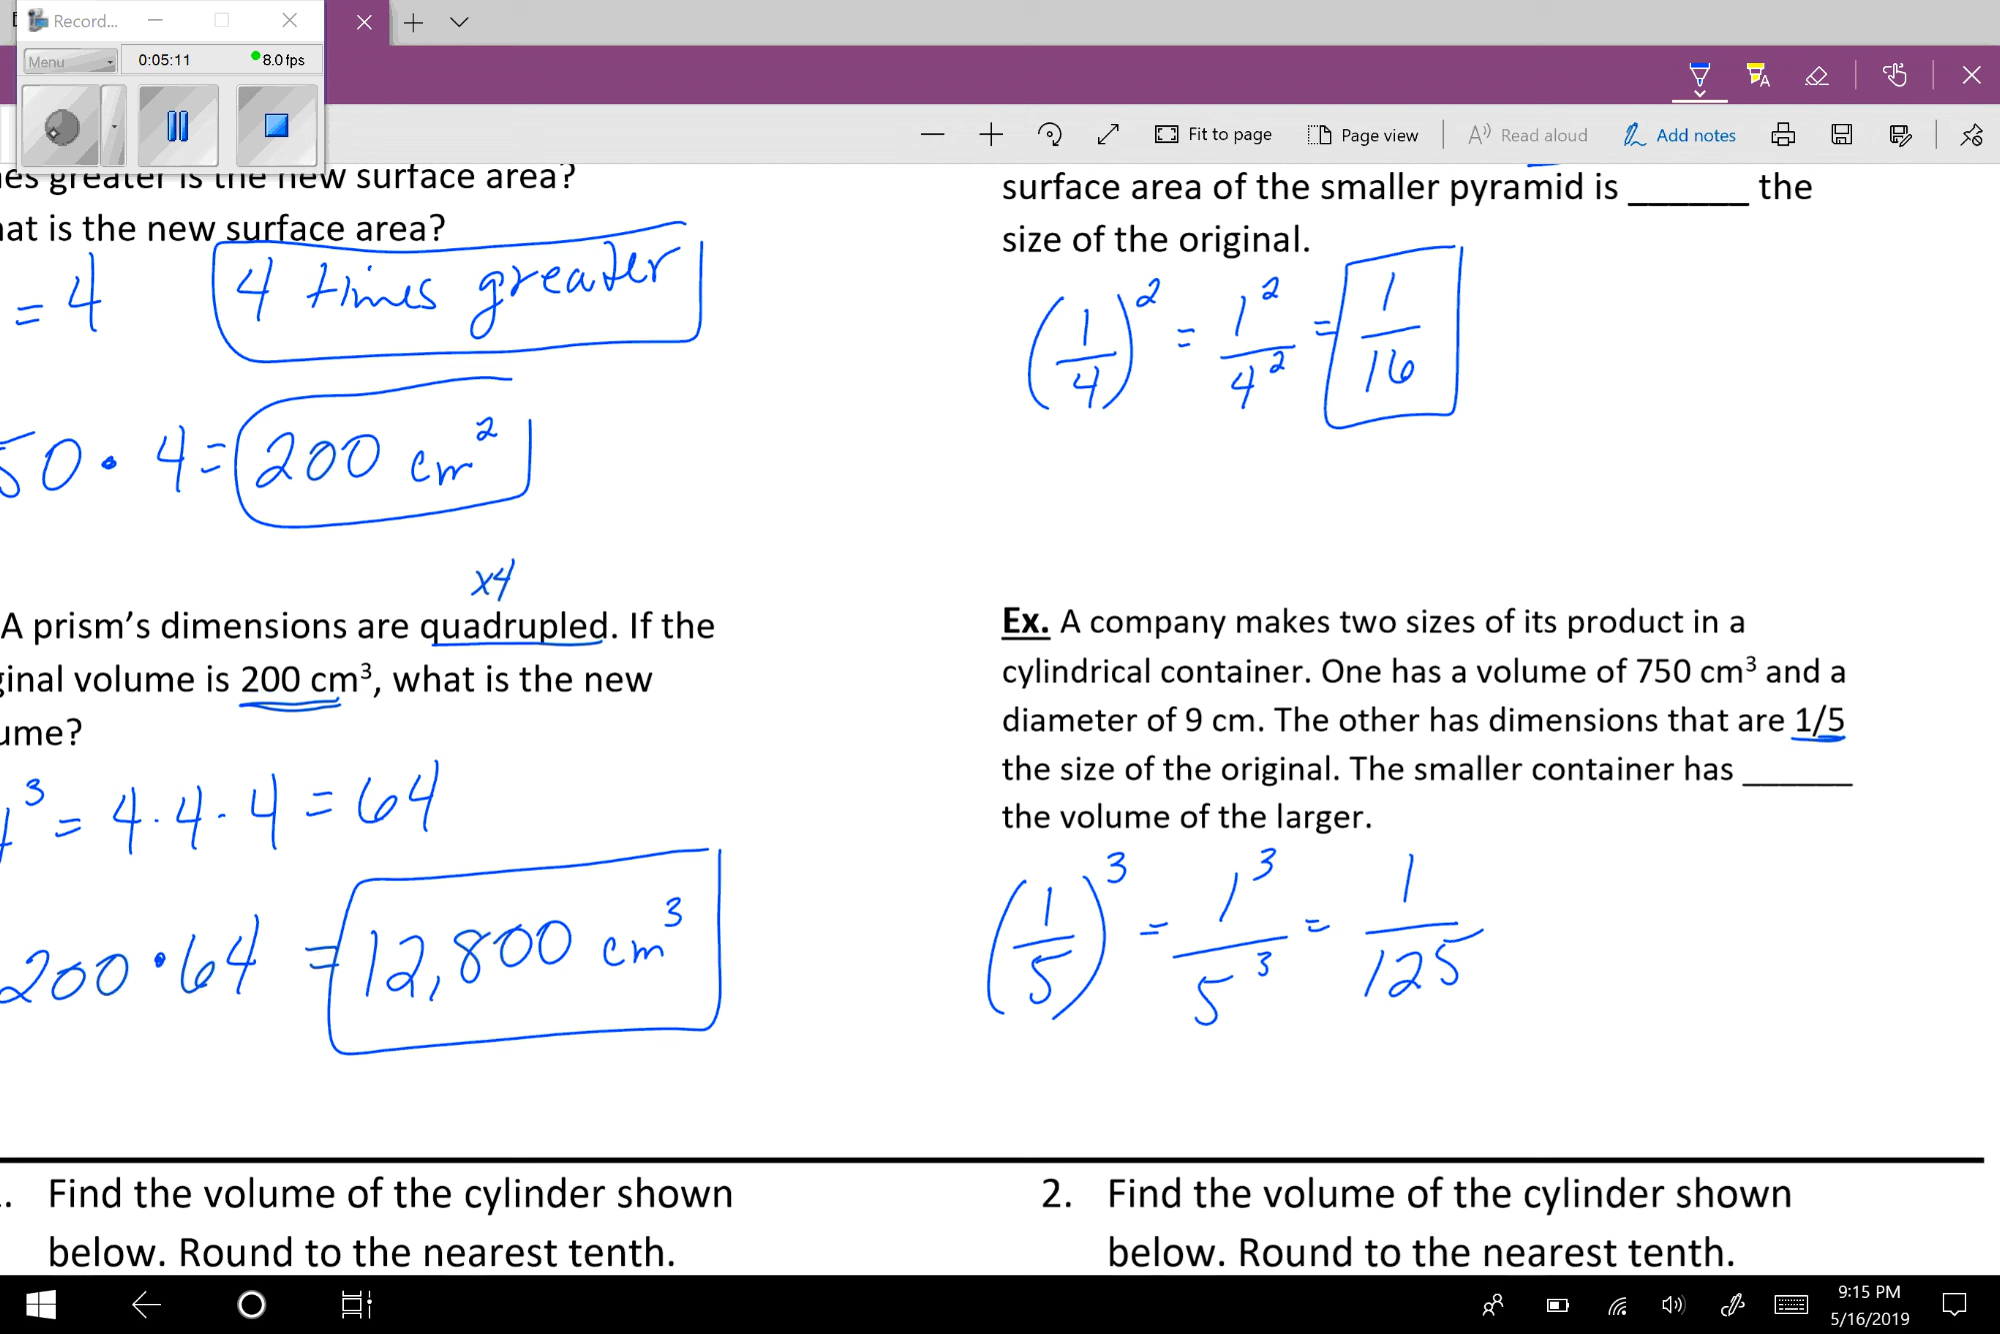 Record...
Menu
0:05:11
8.0 fps
Fit to page
Page view
Read aloud
Add notes
es greater is the new surface area?
at is the new surface area?
= 4
4 times greater
50 · 4 = 200 cm²
x4
A prism's dimensions are quadrupled. If the
ginal volume is 200 cm³, what is the new
ume?
4³ = 4 · 4 · 4 = 64
200 · 64 = 12,800 cm³
surface area of the smaller pyramid is ______ the
size of the original.
(1/4)² = 1²/4² = 1/16
Ex. A company makes two sizes of its product in a
cylindrical container. One has a volume of 750 cm³ and a
diameter of 9 cm. The other has dimensions that are 1/5
the size of the original. The smaller container has ______
the volume of the larger.
(1/5)³ = 1³/5³ = 1/125
. Find the volume of the cylinder shown
below. Round to the nearest tenth.
2. Find the volume of the cylinder shown
below. Round to the nearest tenth.
9:15 PM
5/16/2019